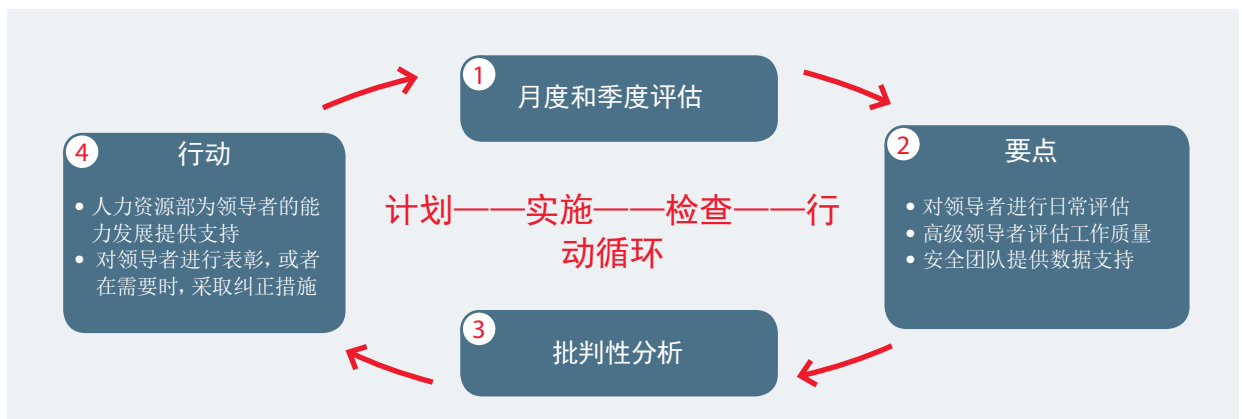 1
月度和季度评估
2
要点
• 对领导者进行日常评估
• 高级领导者评估工作质量
• 安全团队提供数据支持
3
批判性分析
4
行动
• 人力资源部为领导者的能
力发展提供支持
• 对领导者进行表彰，或者
在需要时，采取纠正措施
计划——实施——检查——行
动循环